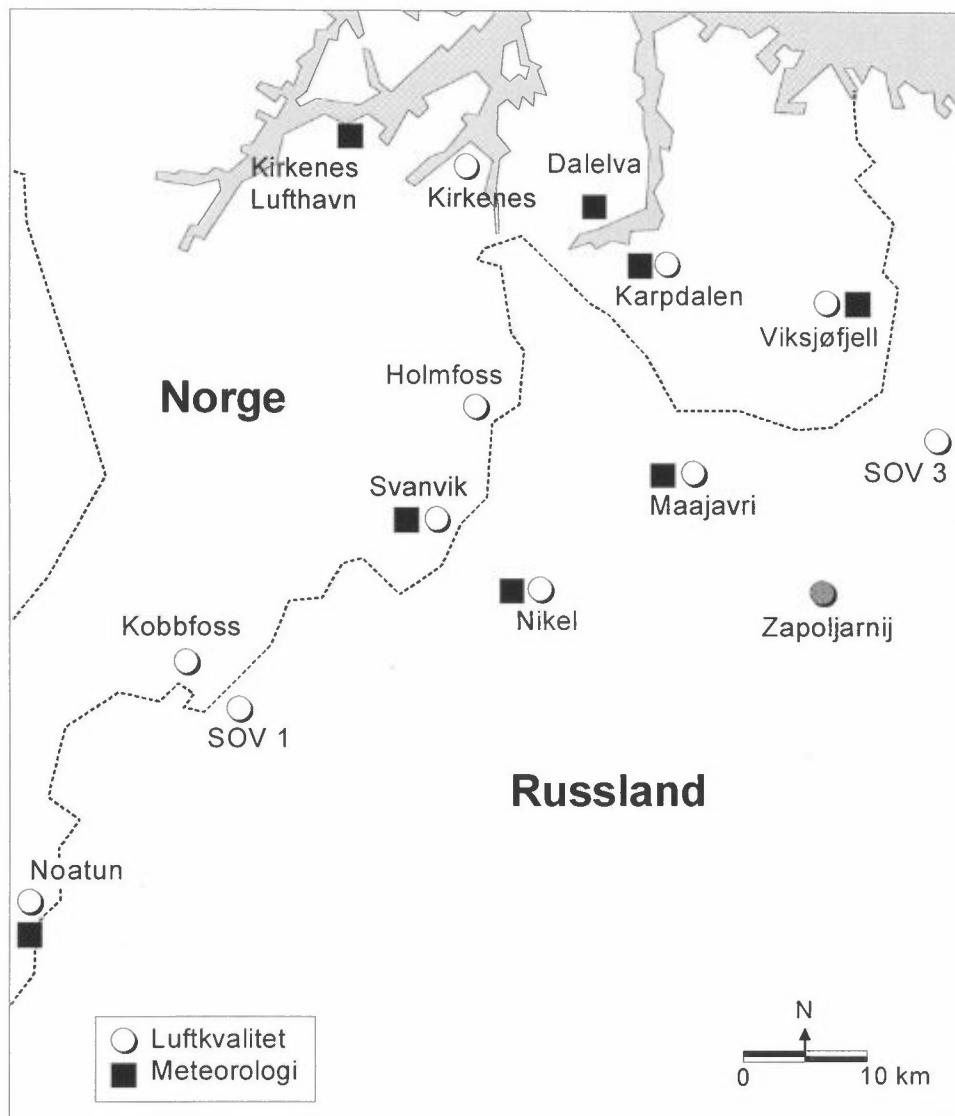 Kirkenes
Lufthavn
Kirkenes
Dalelva
Karpdalen
Viksjøfjell
Holmfoss
Norge
SOV 3
Svanvik
Maajavri
Nikel
Zapoljarnij
Kobbfoss
SOV 1
Russland
Noatun
N
Luftkvalitet
Meteorologi
0 10 km